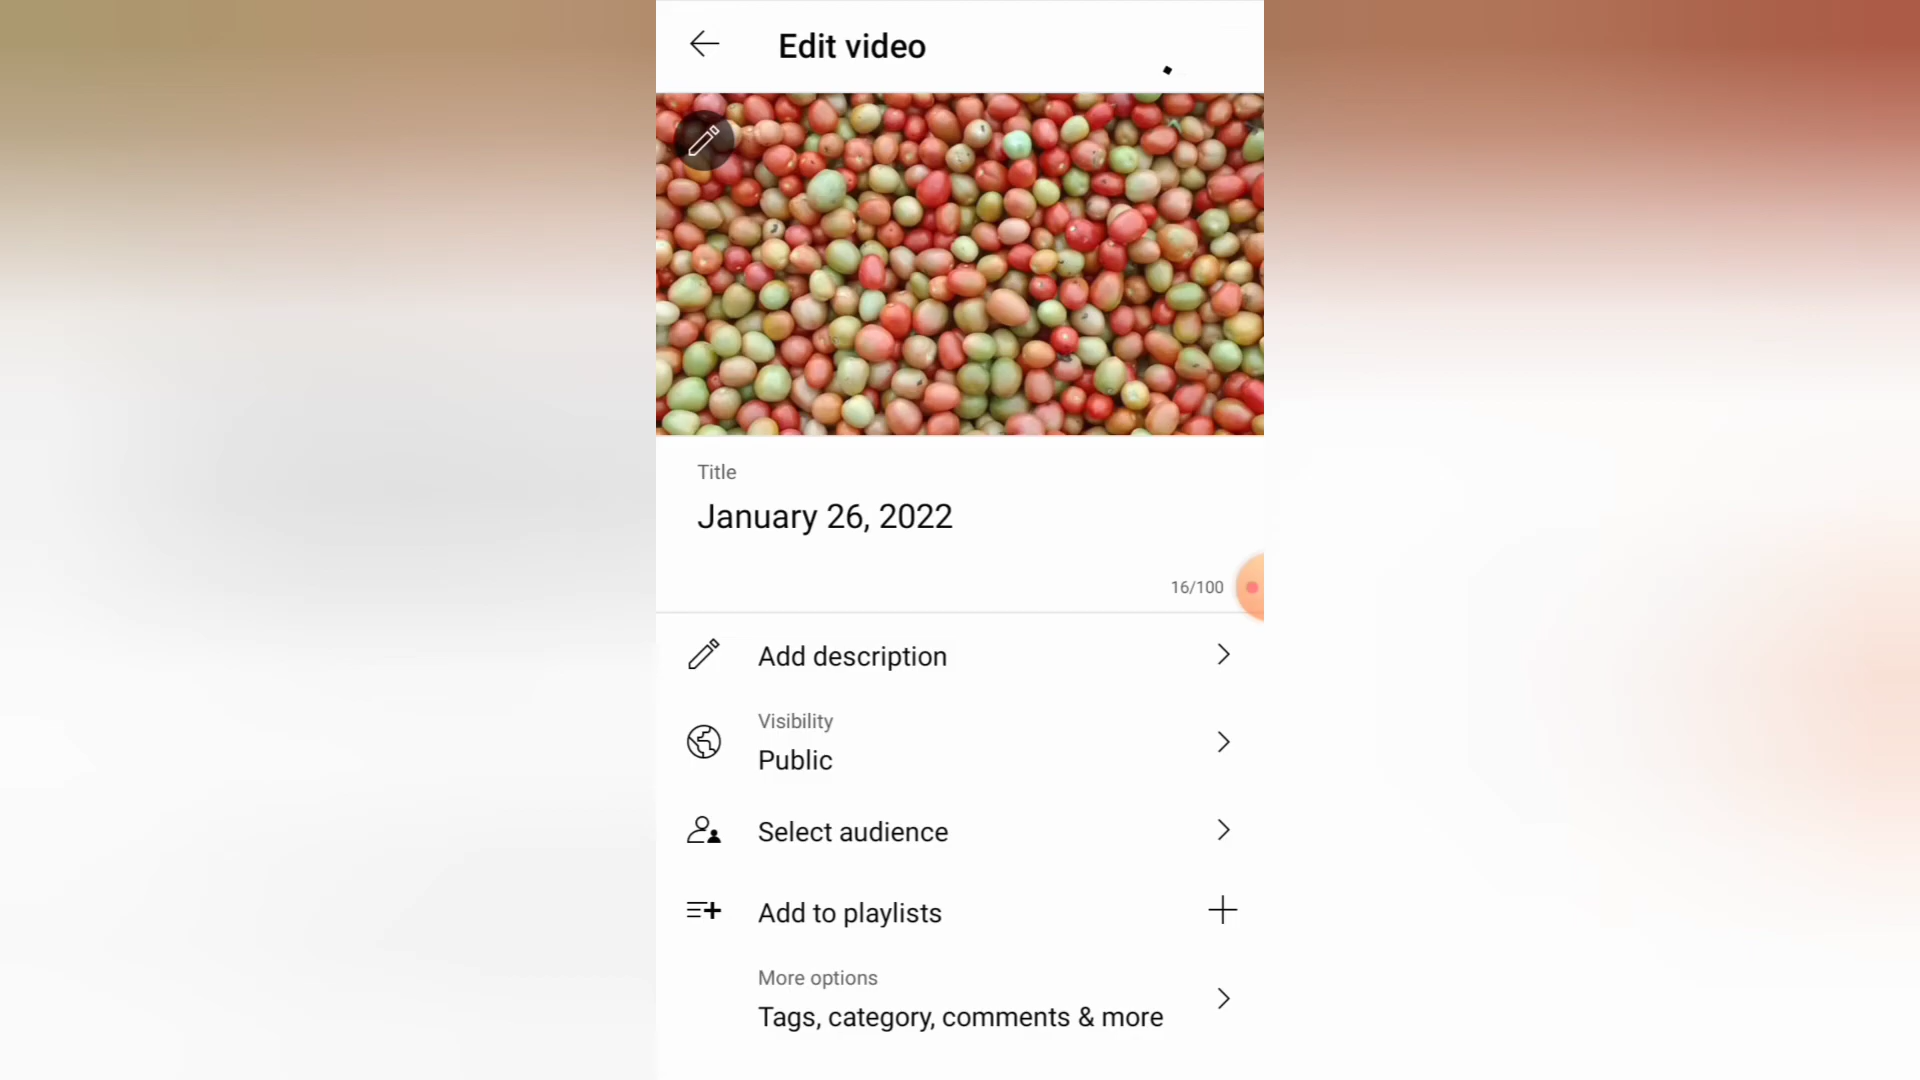 Edit video
Title
January 26, 2022
16/100
Add description
Visibility
Public
Select audience
Add to playlists
More options
Tags, category, comments & more